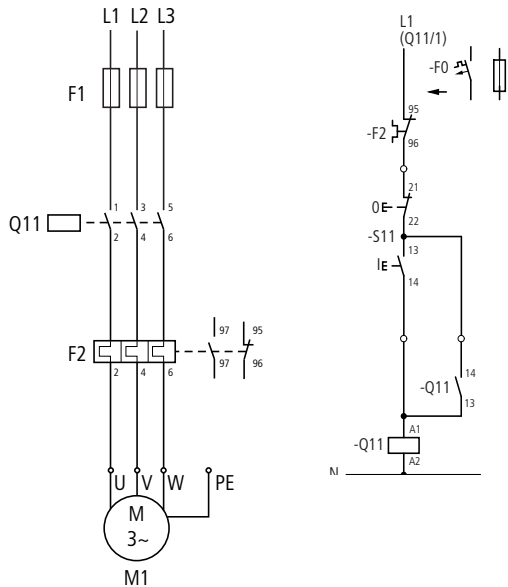 L1 L2 L3
F1
Q11
1 3 5
2 4 6
F2
97 95
97 96
2 4 6
U V W PE
M
3~
M1
L1
(Q11/1)
-F0
95
-F2
96
21
0E
22
-S11
13
IE
14
14
-Q11
13
A1
-Q11
A2
N